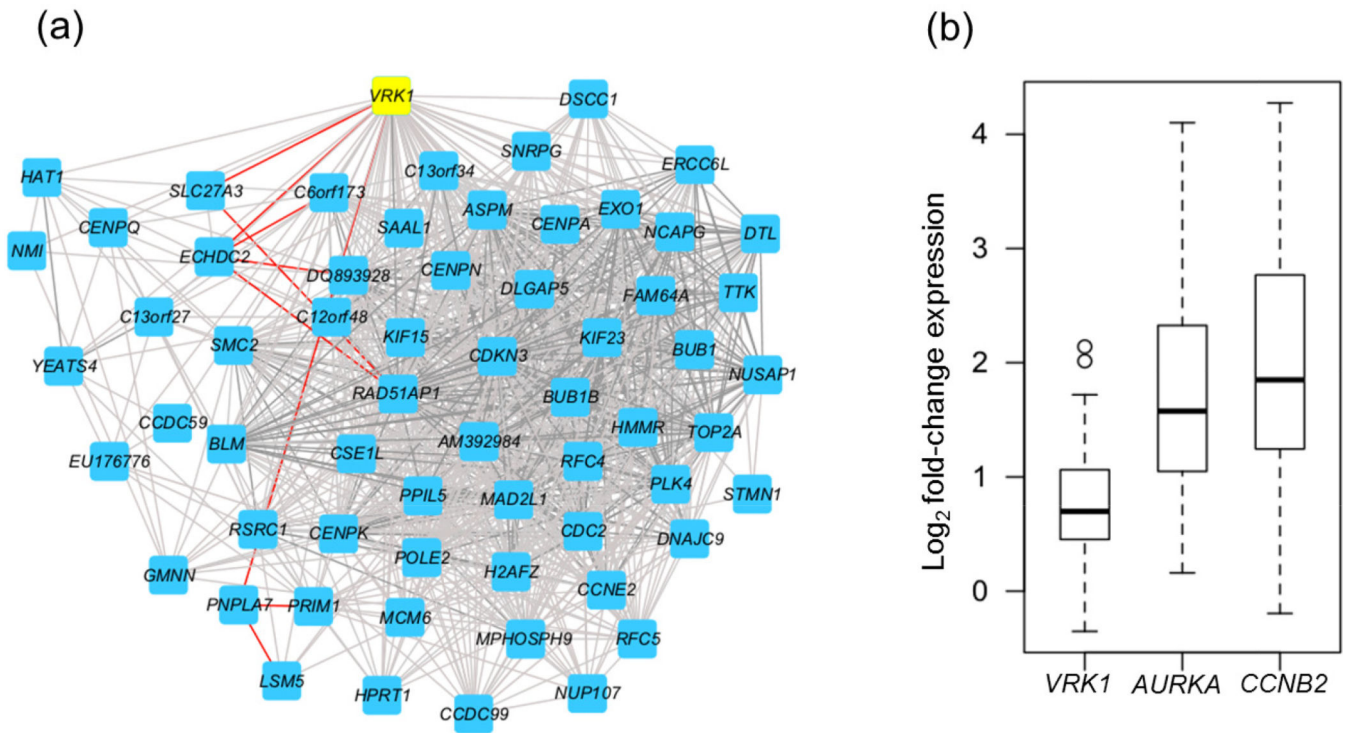 (a)
(b)
VRK1
DSCC1
SNRPG
C13orf34
ERCC6L
HAT1
SLC27A3
C6orf173
ASPM
EXO1
CENPA
SAAL1
CENPQ
NCAPG
DTL
NMI
ECHDC2
DQ893928
CENPN
DLGAP5
FAM64A
TTK
C13orf27
C12orf48
KIF15
KIF23
SMC2
CDKN3
BUB1
YEATS4
NUSAP1
RAD51AP1
BUB1B
CCDC59
BLM
AM392984
HMMR
TOP2A
EU176776
CSE1L
RFC4
PPIL5
MAD2L1
PLK4
STMN1
RSRC1
CENPK
CDC2
DNAJC9
POLE2
GMNN
H2AFZ
CCNE2
PNPLA7
PRIM1
MCM6
MPHOSPH9
RFC5
LSM5
HPRT1
NUP107
CCDC99
Log2 fold-change expression
4
3
2
1
0
VRK1 AURKA CCNB2